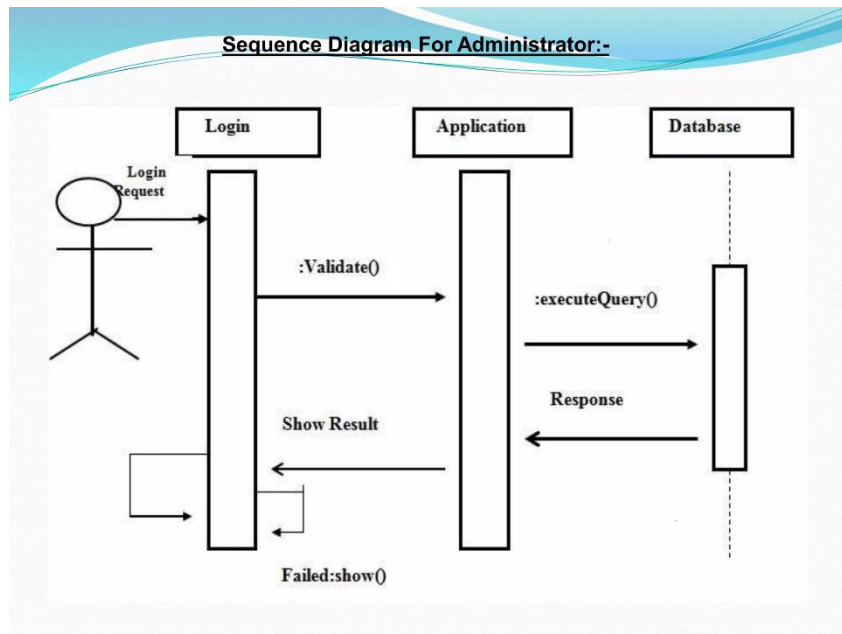 Sequence Diagram For Administrator:-
Login
Application
Database
Login
Request
:Validate()
:executeQuery()
Response
Show Result
Failed:show()